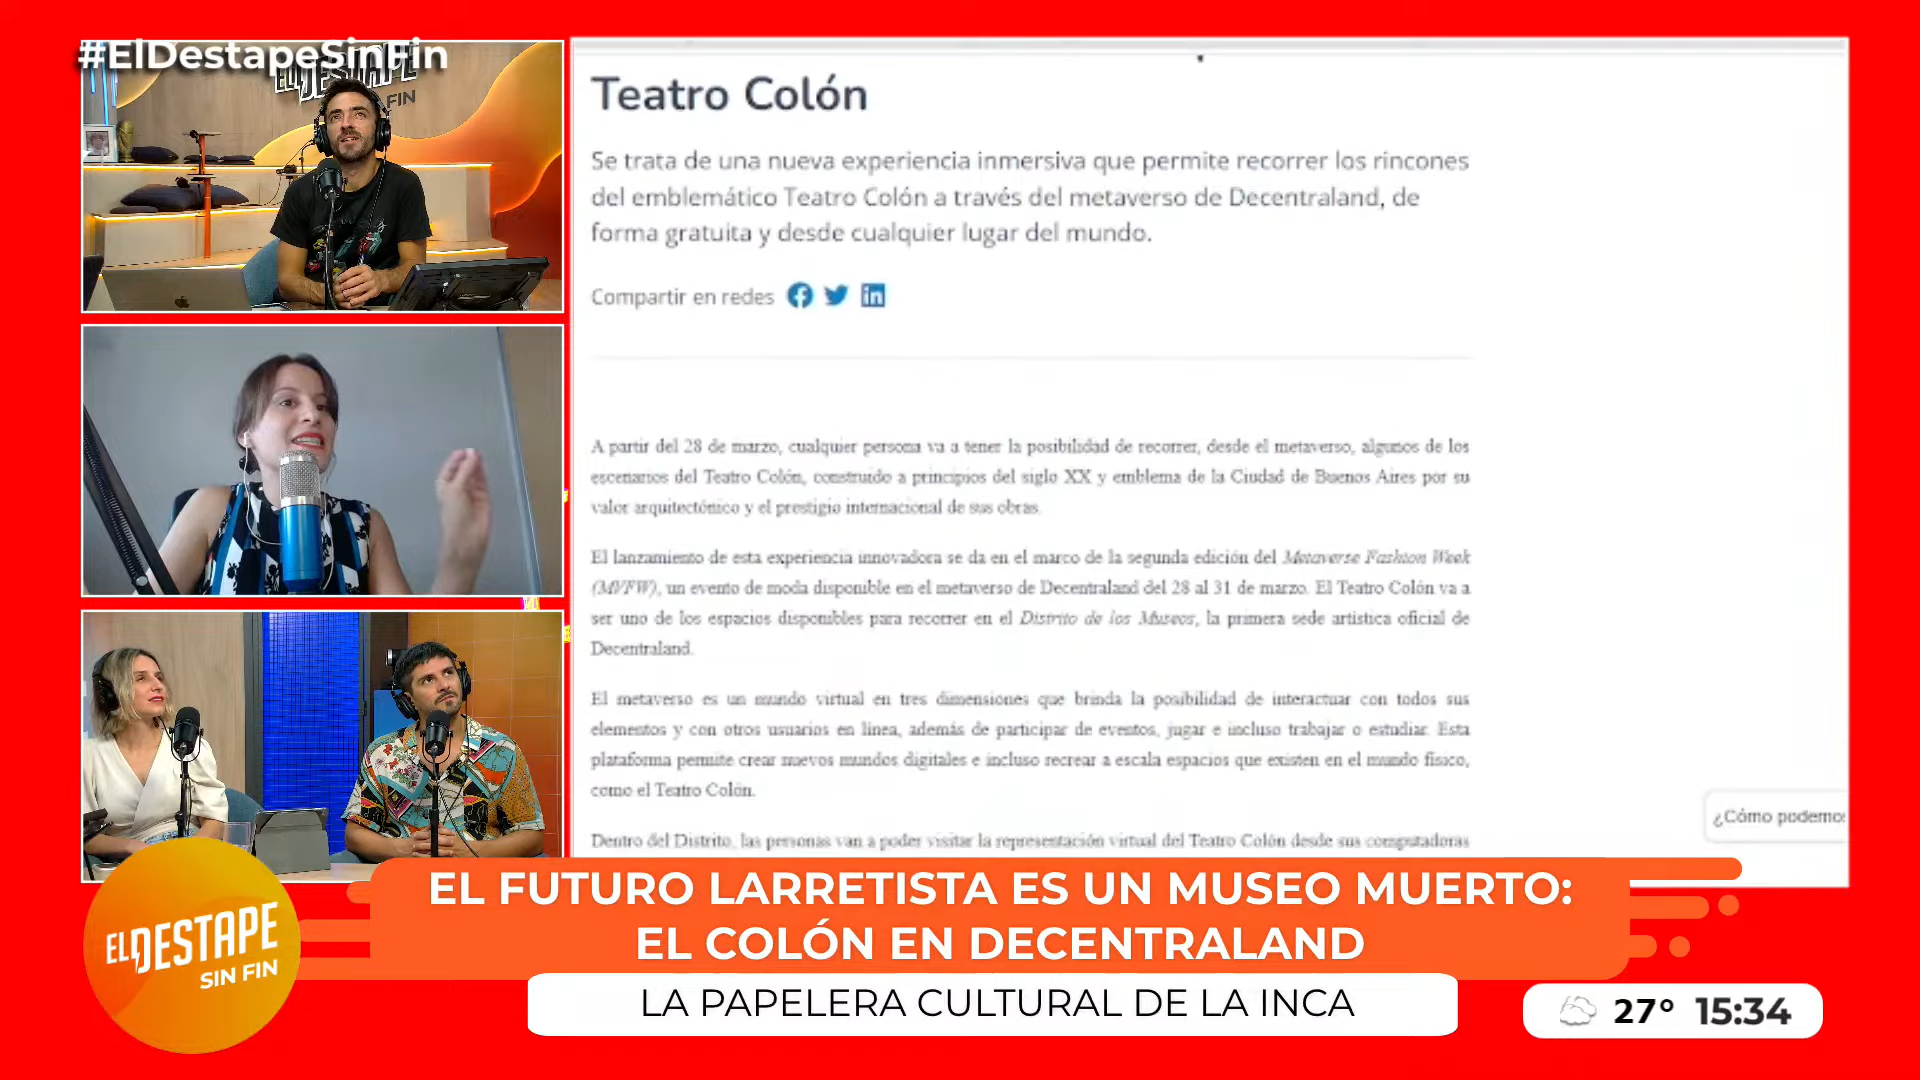 #ElDestapeSinFin
EL DESTAPE
SIN FIN
Teatro Colón
Se trata de una nueva experiencia inmersiva que permite recorrer los rincones
del emblemático Teatro Colón a través del metaverso de Decentraland, de
forma gratuita y desde cualquier lugar del mundo.
Compartir en redes
A partir del 28 de marzo, cualquier persona va a tener la posibilidad de recorrer, desde el metaverso, algunos de los
escenarios del Teatro Colón, construido a principios del siglo XX y emblema de la Ciudad de Buenos Aires por su
valor arquitectónico y el prestigio internacional de sus obras.
El lanzamiento de esta experiencia innovadora se da en el marco de la segunda edición del Metaverse Fashion Week
(MVFW), un evento de moda disponible en el metaverso de Decentraland del 28 al 31 de marzo. El Teatro Colón va a
ser uno de los espacios disponibles para recorrer en el Distrito de los Museos, la primera sede artística oficial de
Decentraland.
El metaverso es un mundo virtual en tres dimensiones que brinda la posibilidad de interactuar con todos sus
elementos y con otros usuarios en línea, además de participar de eventos, jugar e incluso trabajar o estudiar. Esta
plataforma permite crear nuevos mundos digitales e incluso recrear a escala espacios que existen en el mundo físico,
como el Teatro Colón.
Dentro del Distrito, las personas van a poder visitar la representación virtual del Teatro Colón desde sus computadoras
¿Cómo podemos
EL FUTURO LARRETISTA ES UN MUSEO MUERTO:
EL COLÓN EN DECENTRALAND
LA PAPELERA CULTURAL DE LA INCA
EL DESTAPE
SIN FIN
27° 15:34